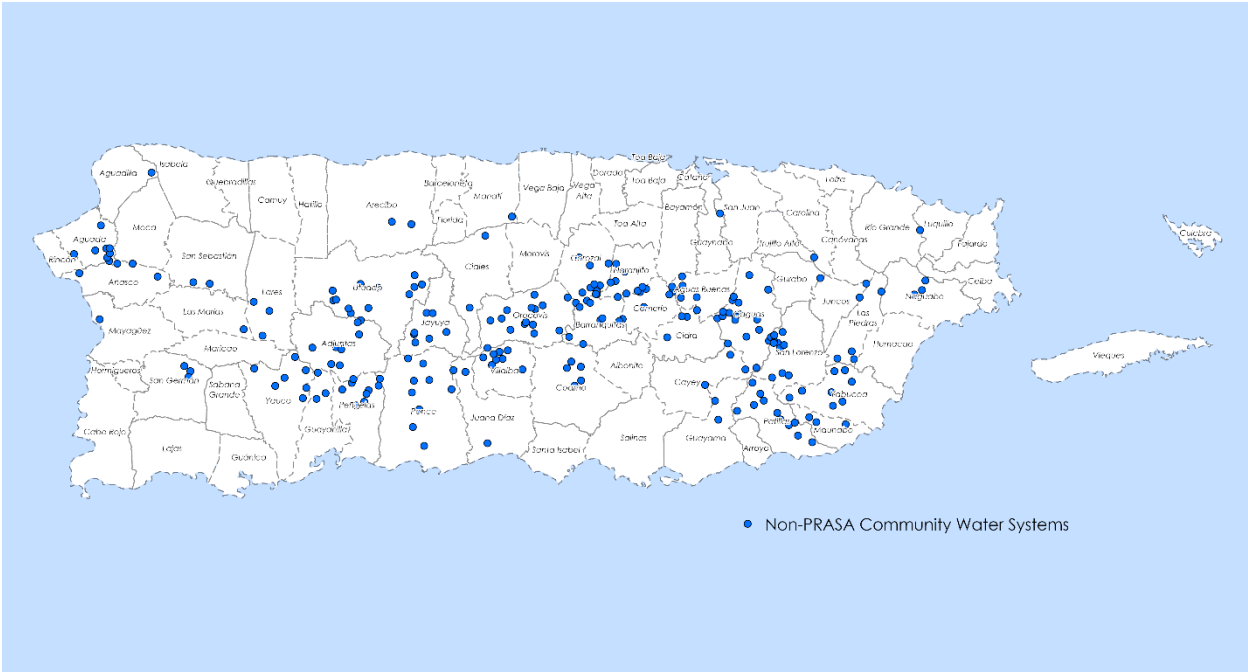 Isabela
Aguadilla
Quebradillas
Camuy
Hatillo
Arecibo
Barceloneta
Manatí
Florida
Vega Baja
Vega
Alta
Dorado
Toa Baja
Toa Baja
Cataño
Toa Alta
Bayamón
San Juan
Guaynabo
Carolina
Loíza
Trujillo Alto
Canóvanas
Río Grande
Luquillo
Fajardo
Ceiba
Culebra
Vieques
Moca
Aguada
Rincón
Añasco
San Sebastián
Lares
Utuado
Ciales
Morovis
Corozal
Naranjito
Comerío
Aguas Buenas
Gurabo
Juncos
Las
Piedras
Naguabo
Humacao
Las Marías
Mayagüez
Maricao
Adjuntas
Jayuya
Orocovis
Barranquitas
Cidra
Caguas
San Lorenzo
Hormigueros
San Germán
Sabana
Grande
Yauco
Peñuelas
Ponce
Villalba
Coamo
Aibonito
Cayey
Yabucoa
Cabo Rojo
Lajas
Guánica
Guayanilla
Juana Díaz
Santa Isabel
Salinas
Guayama
Arroyo
Patillas
Maunabo
Non-PRASA Community Water Systems